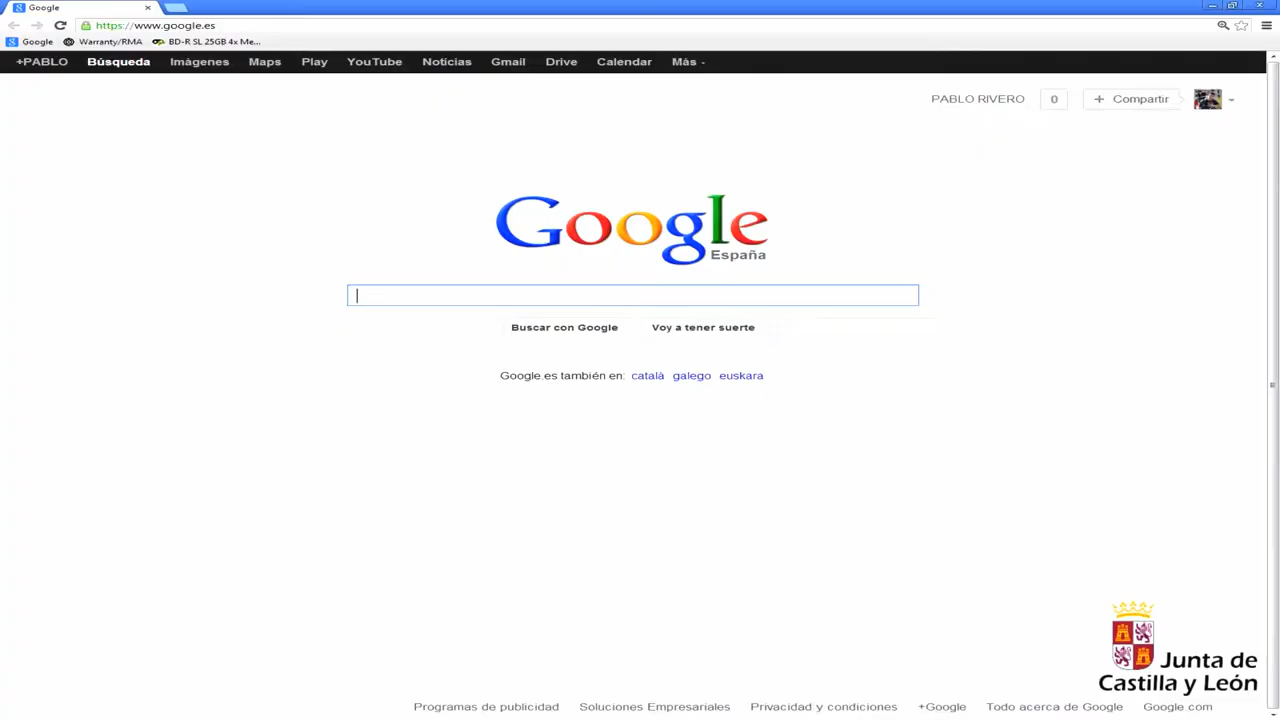 Google
https://www.google.es
Google Warranty/RMA BD-R SL 25GB 4x Me...
+PABLO Búsqueda Imágenes Maps Play YouTube Noticias Gmail Drive Calendar Más
PABLO RIVERO 0 + Compartir
Google
España
Buscar con Google Voy a tener suerte
Google.es también en: català galego euskara
Junta de
Castilla y León
Programas de publicidad Soluciones Empresariales Privacidad y condiciones +Google Todo acerca de Google Google.com